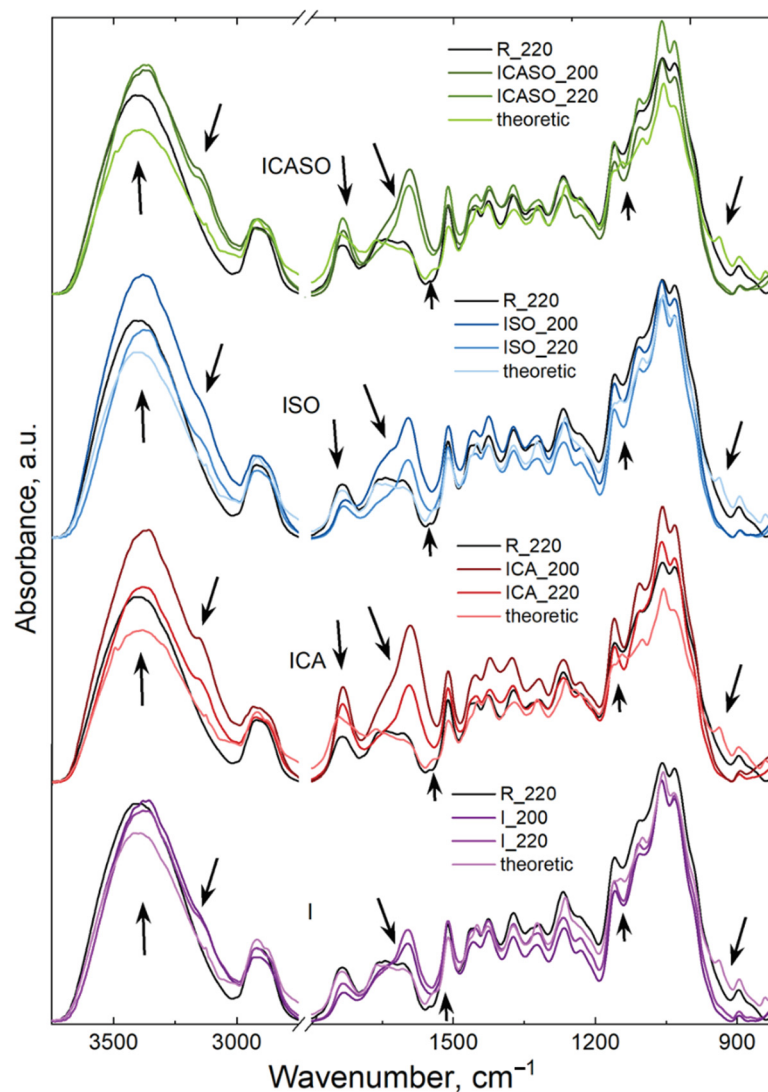 R_220
ICASO_200
ICASO_220
theoretic
ICASO
R_220
ISO_200
ISO_220
theoretic
ISO
R_220
ICA_200
ICA_220
theoretic
ICA
R_220
I_200
I_220
theoretic
I
Absorbance, a.u.
3500 3000 1500 1200 900
Wavenumber, cm⁻¹